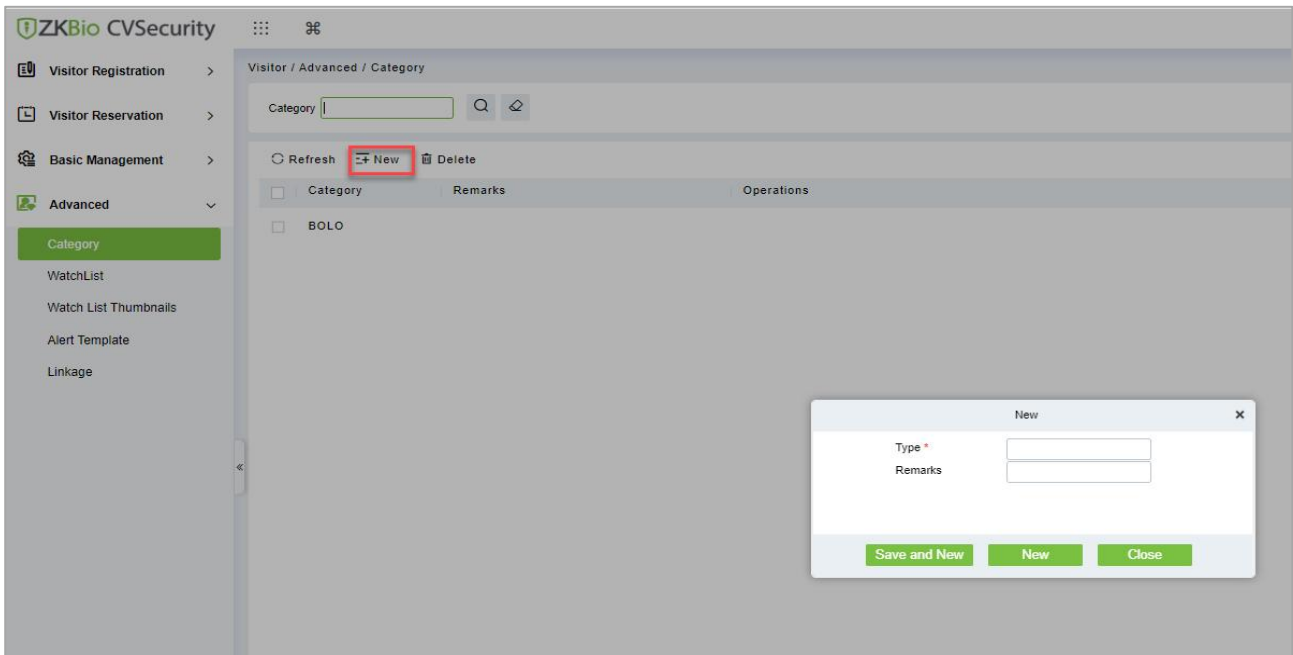 ZKBio CVSecurity
Visitor Registration
Visitor Reservation
Basic Management
Advanced
Category
WatchList
Watch List Thumbnails
Alert Template
Linkage
Visitor / Advanced / Category
Category
Refresh New Delete
Category Remarks Operations
BOLO
New
Type *
Remarks
Save and New New Close